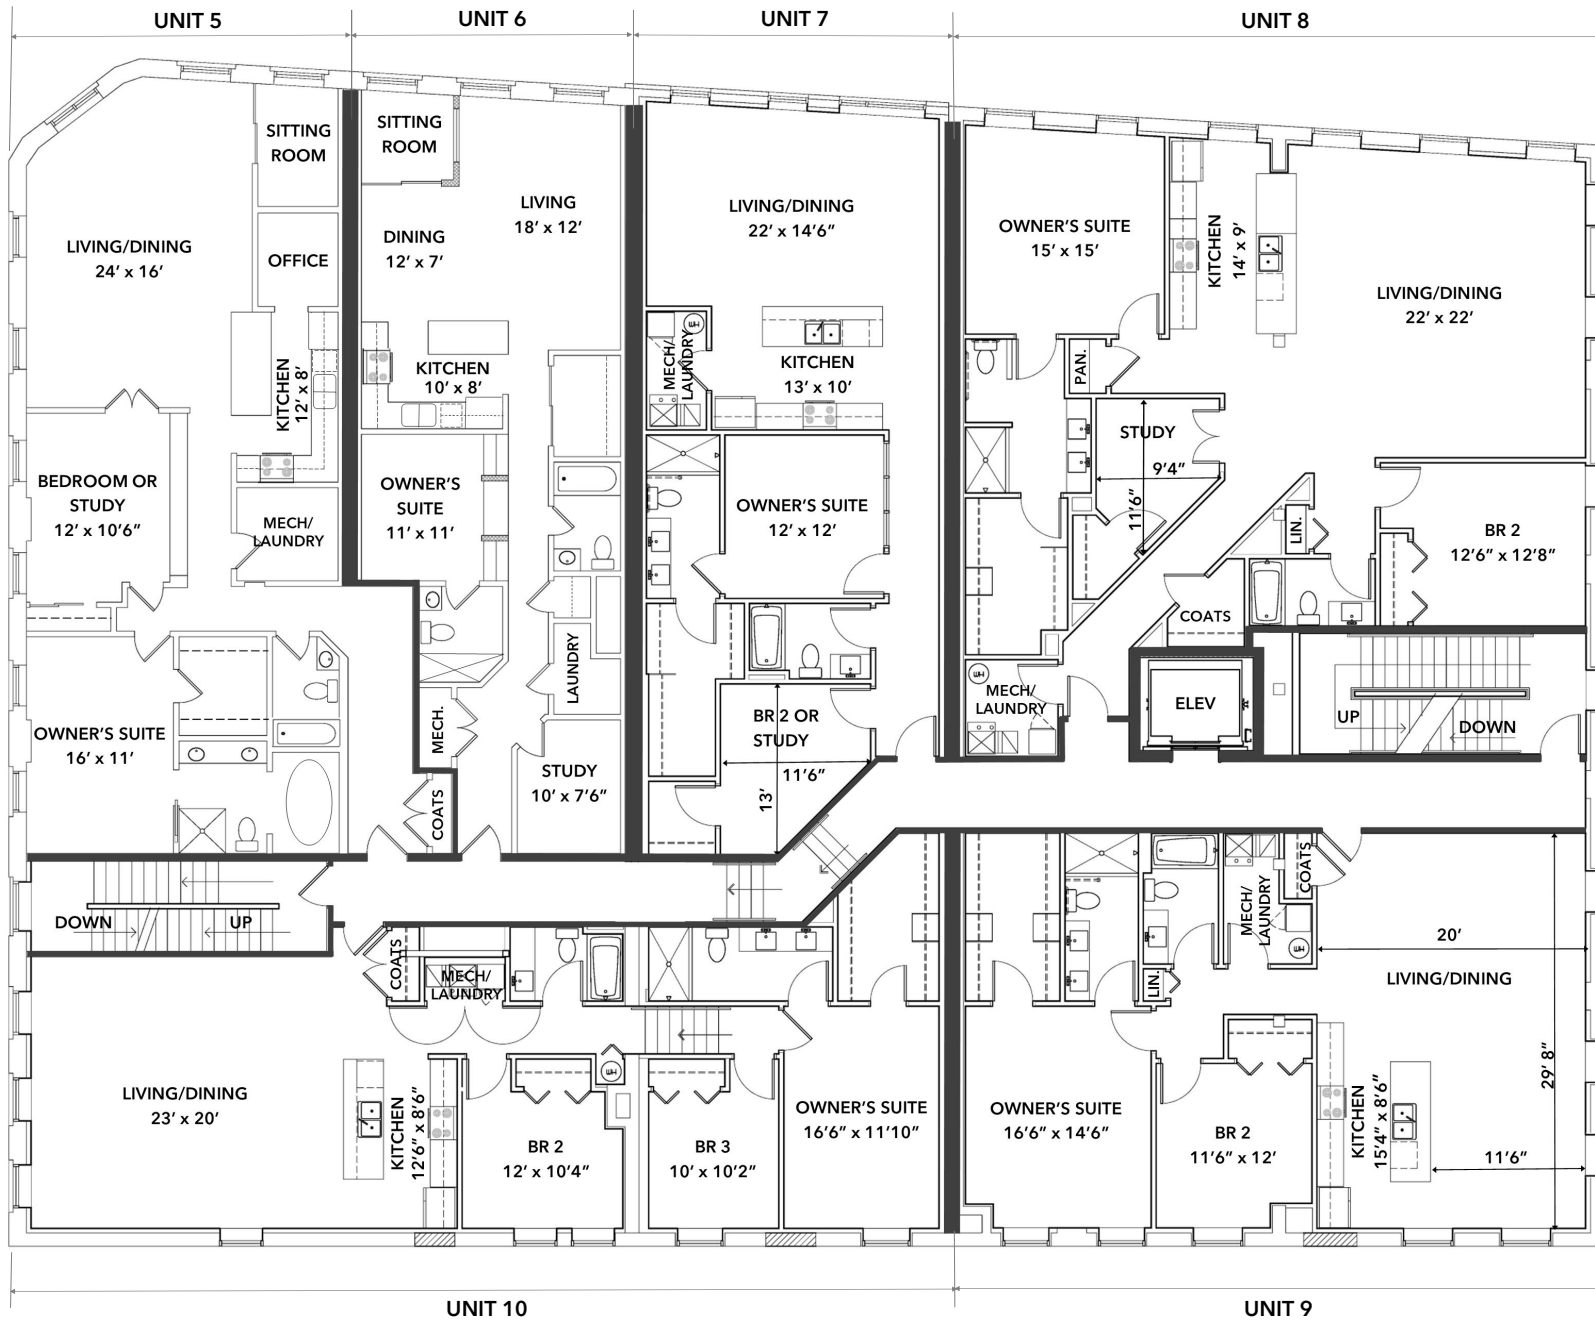 UNIT 5
UNIT 6
UNIT 7
UNIT 8
SITTING
ROOM
LIVING/DINING
24’ x 16’
OFFICE
KITCHEN
12’ x 8’
BEDROOM OR
STUDY
12’ x 10’6”
MECH/
LAUNDRY
OWNER’S SUITE
16’ x 11’
SITTING
ROOM
LIVING
18’ x 12’
DINING
12’ x 7’
KITCHEN
10’ x 8’
OWNER’S
SUITE
11’ x 11’
LAUNDRY
MECH.
COATS
STUDY
10’ x 7’6”
LIVING/DINING
22’ x 14’6”
WH
MECH/
LAUNDRY
KITCHEN
13’ x 10’
OWNER’S SUITE
12’ x 12’
BR 2 OR
STUDY
11’6”
13’
OWNER’S SUITE
15’ x 15’
KITCHEN
14’ x 9’
LIVING/DINING
22’ x 22’
PAN.
STUDY
9’4”
11’6”
LIN.
BR 2
12’6” x 12’8”
COATS
WH
MECH/
LAUNDRY
ELEV
UP
DOWN
DOWN
UP
COATS
MECH/
LAUNDRY
LIVING/DINING
23’ x 20’
KITCHEN
12’6” x 8’6”
WH
BR 2
12’ x 10’4”
BR 3
10’ x 10’2”
OWNER’S SUITE
16’6” x 11’10”
COATS
MECH/
LAUNDRY
WH
LIN.
20’
LIVING/DINING
29’ 8”
OWNER’S SUITE
16’6” x 14’6”
BR 2
11’6” x 12’
KITCHEN
15’4” x 8’6”
11’6”
UNIT 10
UNIT 9